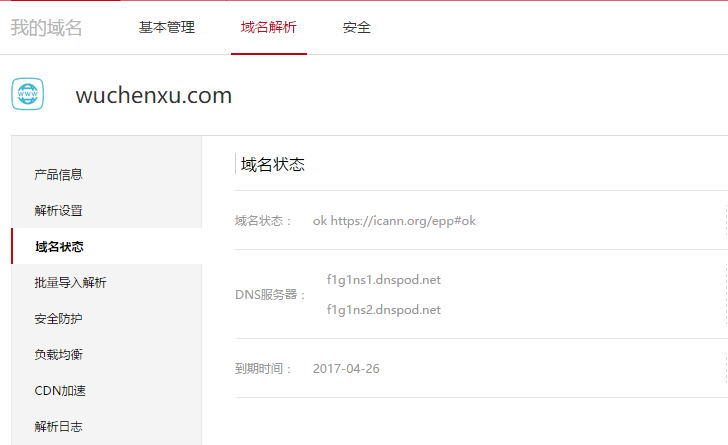 我的域名 基本管理 域名解析 安全
www
wuchenxu.com
产品信息
解析设置
域名状态
批量导入解析
安全防护
负载均衡
CDN加速
解析日志
域名状态
域名状态： ok https://icann.org/epp#ok
DNS服务器： f1g1ns1.dnspod.net
f1g1ns2.dnspod.net
到期时间： 2017-04-26